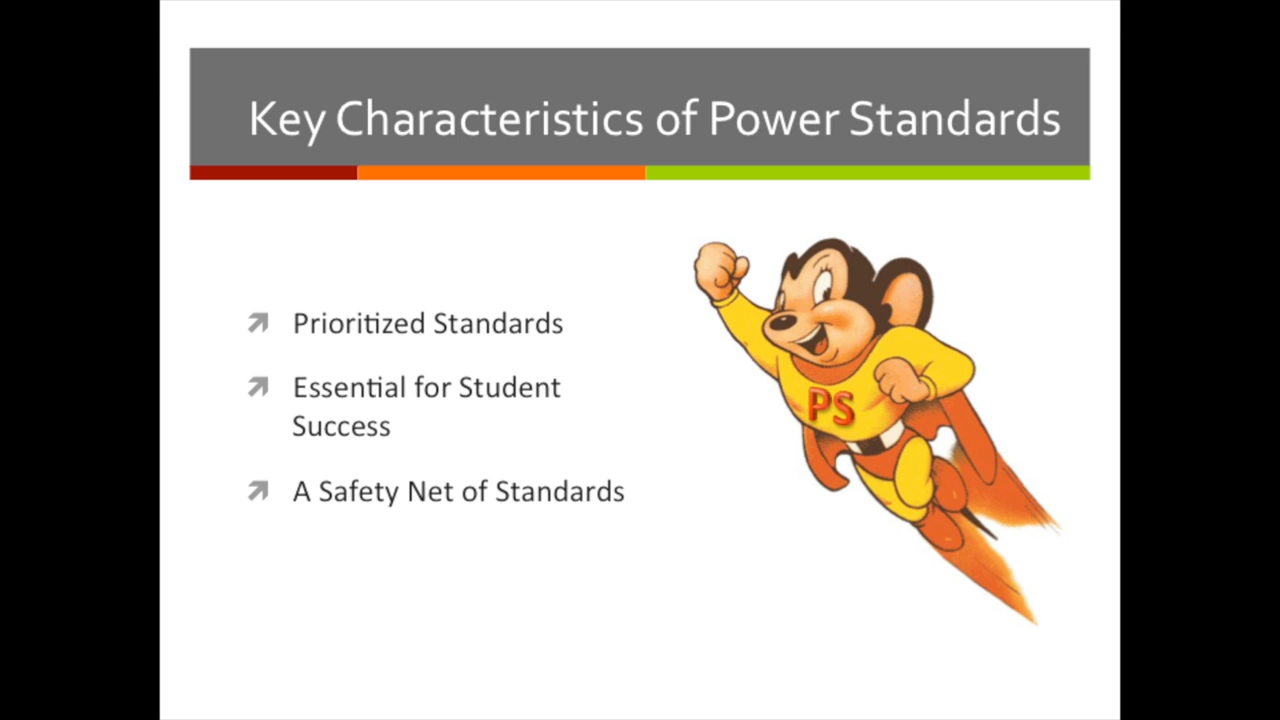 Key Characteristics of Power Standards
Prioritized Standards
Essential for Student
Success
A Safety Net of Standards
PS